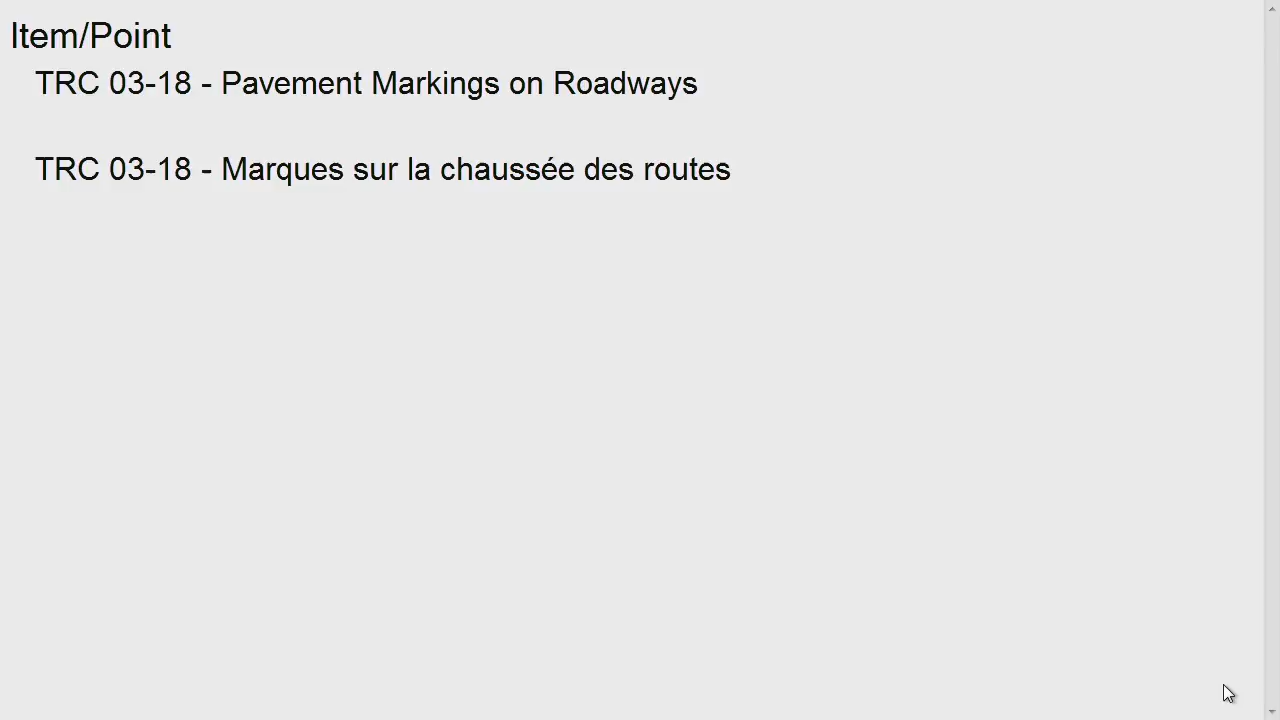 Item/Point
TRC 03-18 - Pavement Markings on Roadways
TRC 03-18 - Marques sur la chaussée des routes